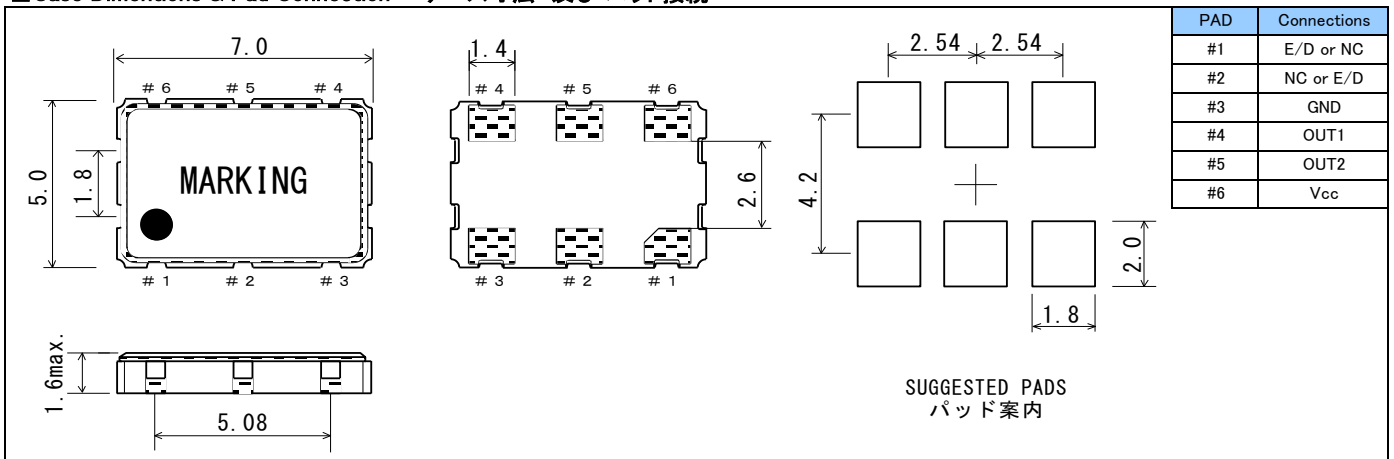 7.0
# 6 # 5 # 4
5.0
1.8
MARKING
# 1 # 2 # 3
1.6max.
5.08
1.4
# 4 # 5 # 6
2.6
# 3 # 2 # 1
2.54 2.54
4.2
2.0
1.8
SUGGESTED PADS
パッド案内
PAD Connections
#1 E/D or NC
#2 NC or E/D
#3 GND
#4 OUT1
#5 OUT2
#6 Vcc